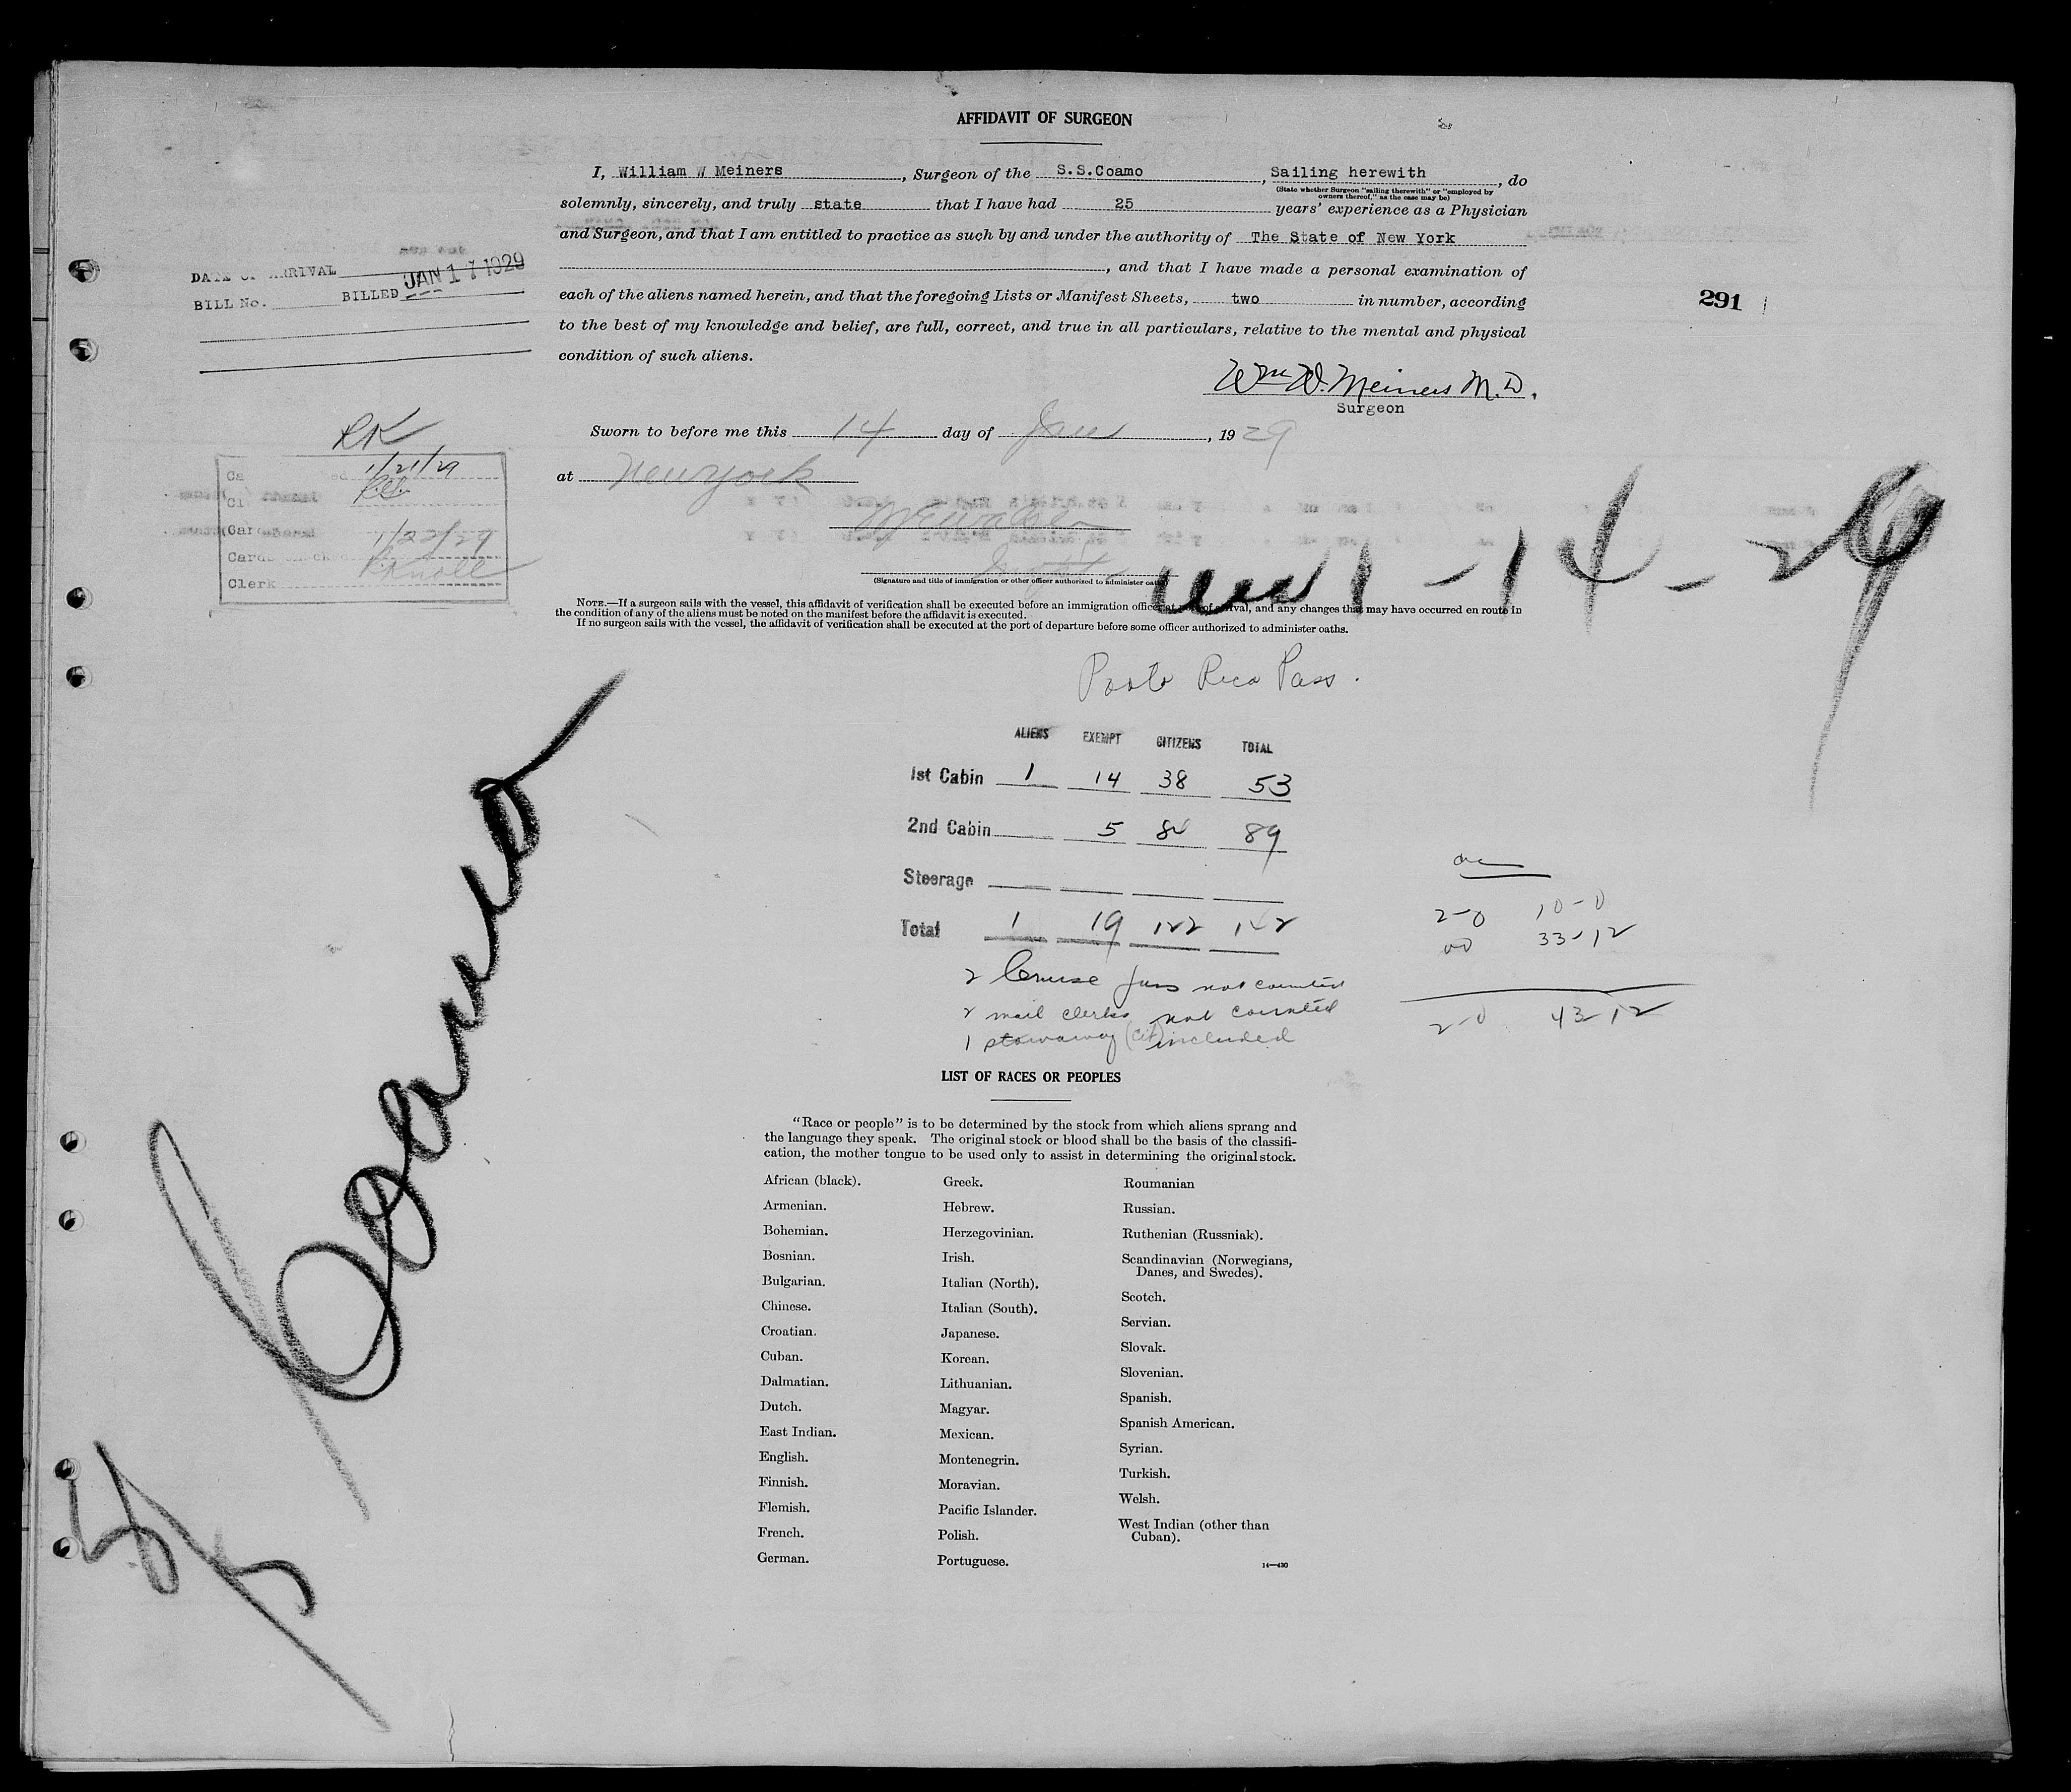 AFFIDAVIT OF SURGEON
I, William W Meiners, Surgeon of the S.S.Coamo, Sailing herewith, do
(State whether Surgeon "sailing therewith" or "employed by
owners thereof," as the case may be)
solemnly, sincerely, and truly state that I have had 25 years' experience as a Physician
and Surgeon, and that I am entitled to practice as such by and under the authority of The State of New York
, and that I have made a personal examination of
each of the aliens named herein, and that the foregoing Lists or Manifest Sheets, two in number, according
to the best of my knowledge and belief, are full, correct, and true in all particulars, relative to the mental and physical
condition of such aliens.
Wm W. Meiners M.D.
Surgeon
Sworn to before me this 14 day of Jan, 1929
at New York
(Signature and title of immigration or other officer authorized to administer oaths)
NOTE.—If a surgeon sails with the vessel, this affidavit of verification shall be executed before an immigration officer at port of arrival, and any changes that may have occurred en route in
the condition of any of the aliens must be noted on the manifest before the affidavit is executed.
If no surgeon sails with the vessel, the affidavit of verification shall be executed at the port of departure before some officer authorized to administer oaths.
DATE OF ARRIVAL
BILL No. BILLED JAN 17 1929
291
RK
1/21/29
1/22/29
Cards
Clerk Knoll
1-14-29
Coamo
Porto Rico Pass.
ALIENS EXEMPT CITIZENS TOTAL
1st Cabin 1 14 38 53
2nd Cabin 5 84 89
Steerage
Total 1 19 122 142
2 Cruise pass not counted
2 mail clerks not counted
1 stowaway (cit) included
2-0 10-0
00 33-12
2-0 43-12
LIST OF RACES OR PEOPLES
"Race or people" is to be determined by the stock from which aliens sprang and
the language they speak. The original stock or blood shall be the basis of the classifi-
cation, the mother tongue to be used only to assist in determining the original stock.
African (black).
Armenian.
Bohemian.
Bosnian.
Bulgarian.
Chinese.
Croatian.
Cuban.
Dalmatian.
Dutch.
East Indian.
English.
Finnish.
Flemish.
French.
German.
Greek.
Hebrew.
Herzegovinian.
Irish.
Italian (North).
Italian (South).
Japanese.
Korean.
Lithuanian.
Magyar.
Mexican.
Montenegrin.
Moravian.
Pacific Islander.
Polish.
Portuguese.
Roumanian
Russian.
Ruthenian (Russniak).
Scandinavian (Norwegians,
Danes, and Swedes).
Scotch.
Servian.
Slovak.
Slovenian.
Spanish.
Spanish American.
Syrian.
Turkish.
Welsh.
West Indian (other than
Cuban).
14—430